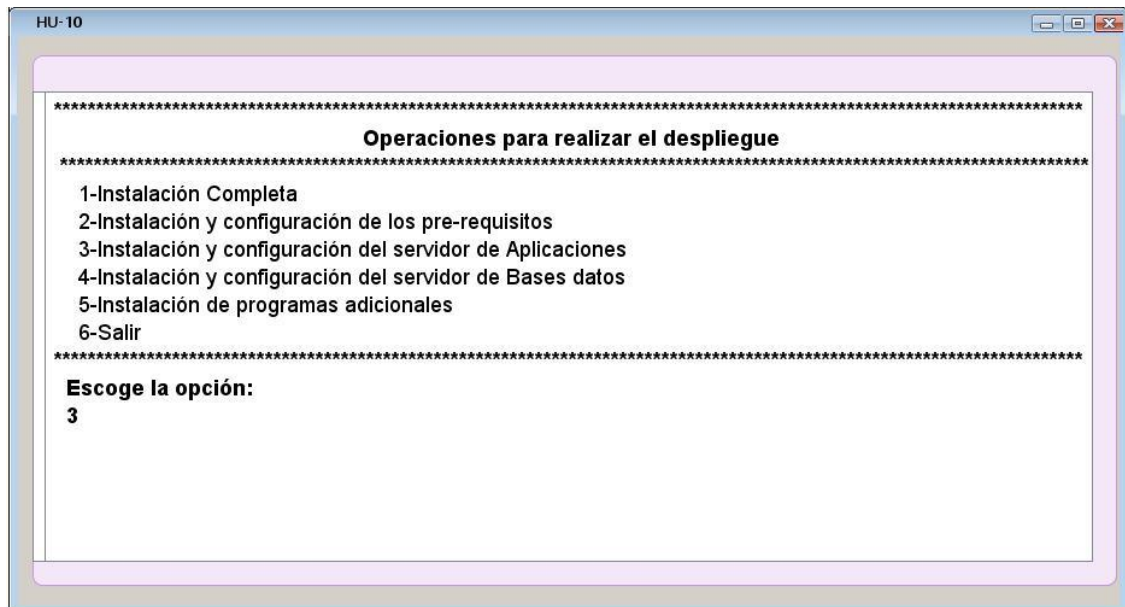 HU-10
Operaciones para realizar el despliegue
1-Instalación Completa
2-Instalación y configuración de los pre-requisitos
3-Instalación y configuración del servidor de Aplicaciones
4-Instalación y configuración del servidor de Bases datos
5-Instalación de programas adicionales
6-Salir
Escoge la opción:
3